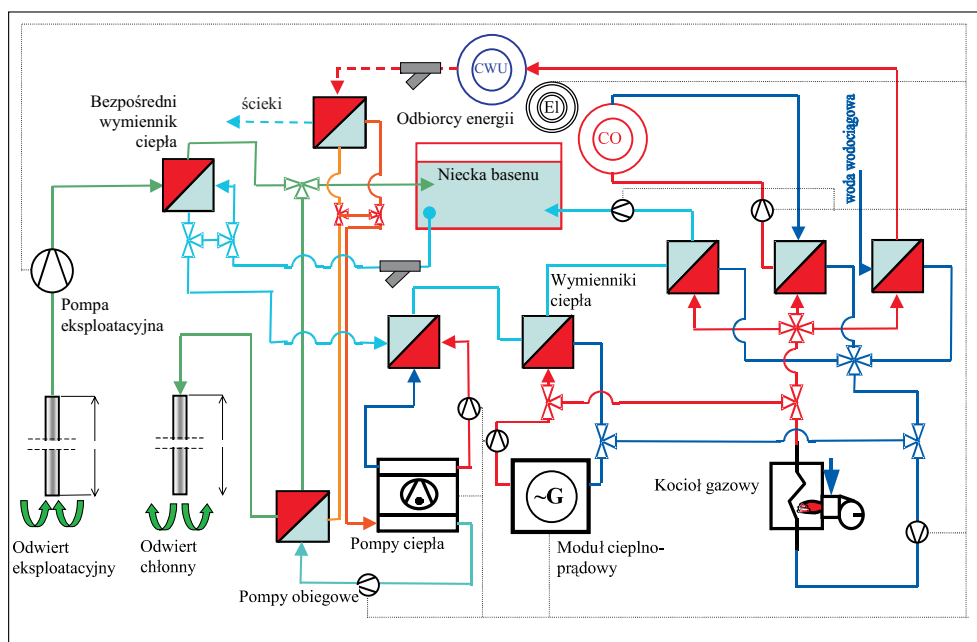 CWU
Bezpośredni
wymiennik
ciepła
ścieki
El
Odbiorcy energii
CO
woda wodociągowa
Niecka basenu
Pompa
eksploatacyjna
Wymienniki
ciepła
~G
Kocioł gazowy
Odwiert
eksploatacyjny
Odwiert
chłonny
Pompy ciepła
Moduł cieplno-
prądowy
Pompy obiegowe